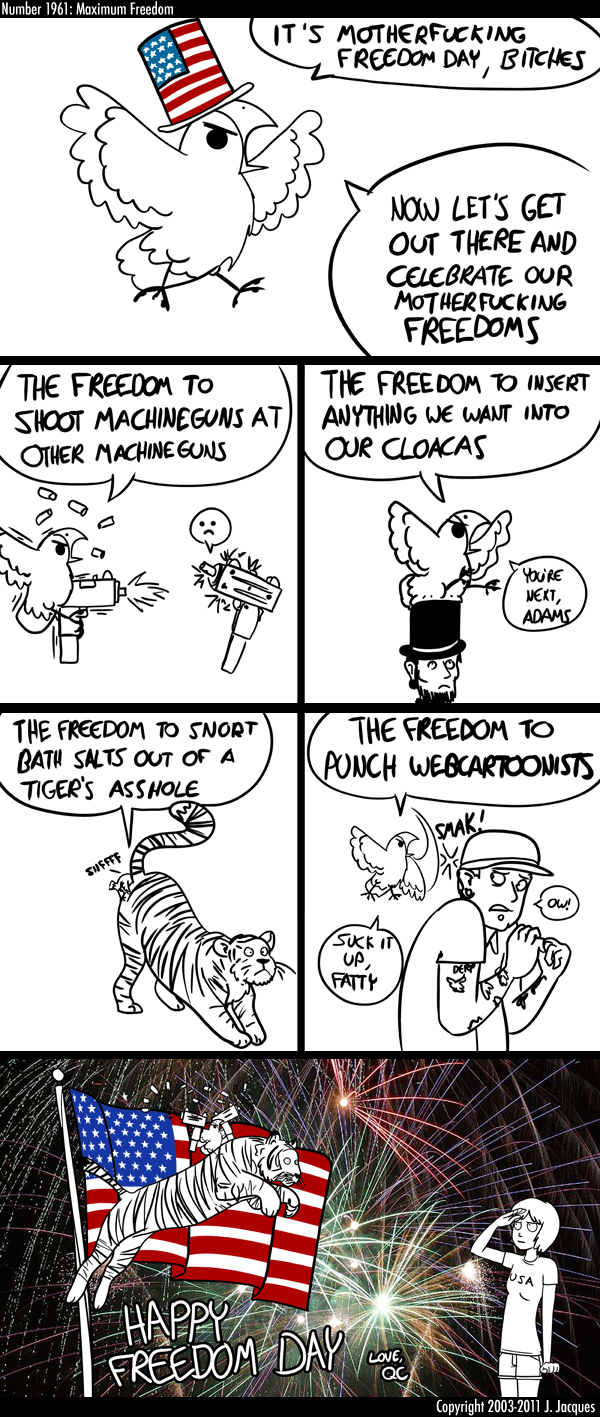 Number 1961: Maximum Freedom
IT'S MOTHERFUCKING
FREEDOM DAY, BITCHES
NOW LET'S GET
OUT THERE AND
CELEBRATE OUR
MOTHERFUCKING
FREEDOMS
THE FREEDOM TO
SHOOT MACHINEGUNS AT
OTHER MACHINEGUNS
THE FREEDOM TO INSERT
ANYTHING WE WANT INTO
OUR CLOACAS
YOU'RE
NEXT,
ADAMS
THE FREEDOM TO SNORT
BATH SALTS OUT OF A
TIGER'S ASSHOLE
SNFFFF
THE FREEDOM TO
PUNCH WEBCARTOONISTS
SMAK!
OW!
SUCK IT
UP,
FATTY
DERP
USA
HAPPY
FREEDOM DAY
LOVE,
QC
Copyright 2003-2011 J. Jacques